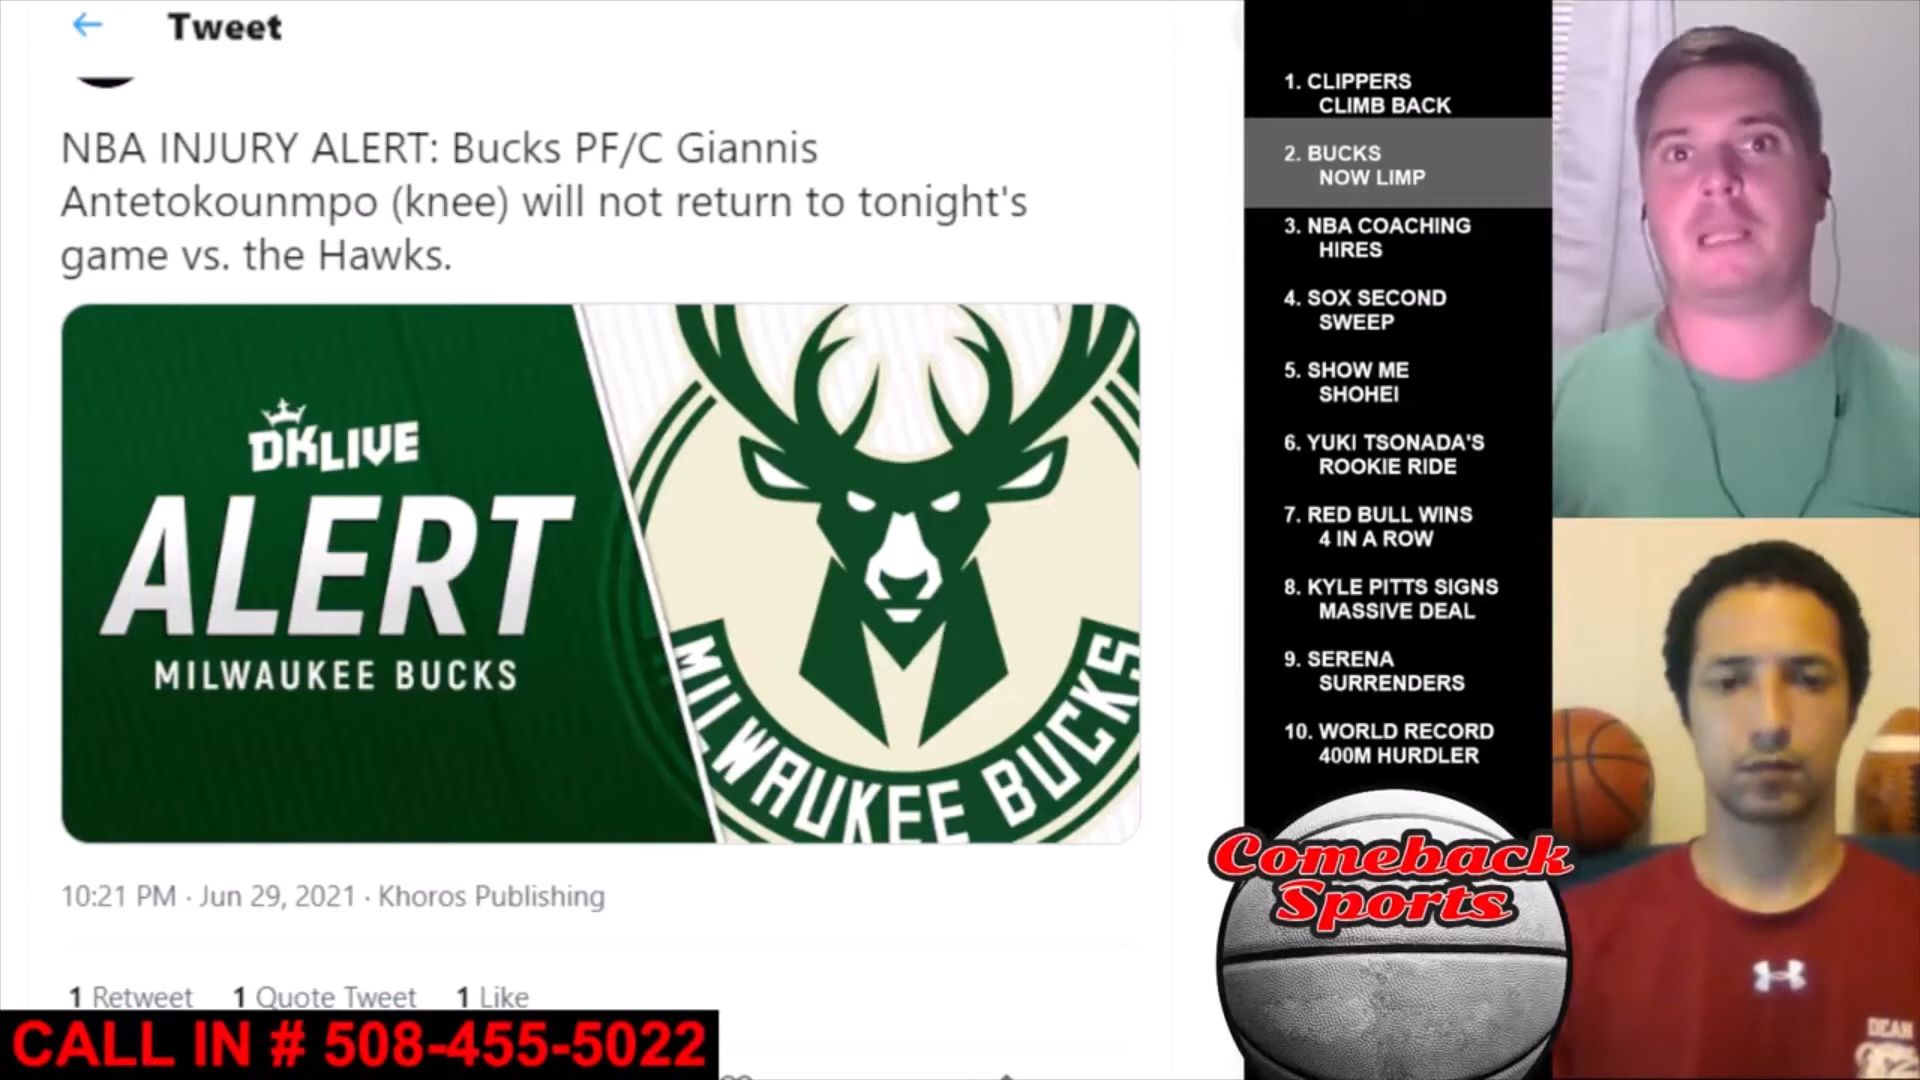 Tweet
NBA INJURY ALERT: Bucks PF/C Giannis
Antetokounmpo (knee) will not return to tonight's
game vs. the Hawks.
DKLIVE
ALERT
MILWAUKEE BUCKS
MILWAUKEE BUCKS
10:21 PM · Jun 29, 2021 · Khoros Publishing
1 Retweet 1 Quote Tweet 1 Like
CALL IN # 508-455-5022
1. CLIPPERS
CLIMB BACK
2. BUCKS
NOW LIMP
3. NBA COACHING
HIRES
4. SOX SECOND
SWEEP
5. SHOW ME
SHOHEI
6. YUKI TSONADA'S
ROOKIE RIDE
7. RED BULL WINS
4 IN A ROW
8. KYLE PITTS SIGNS
MASSIVE DEAL
9. SERENA
SURRENDERS
10. WORLD RECORD
400M HURDLER
Comeback
Sports
DEAN